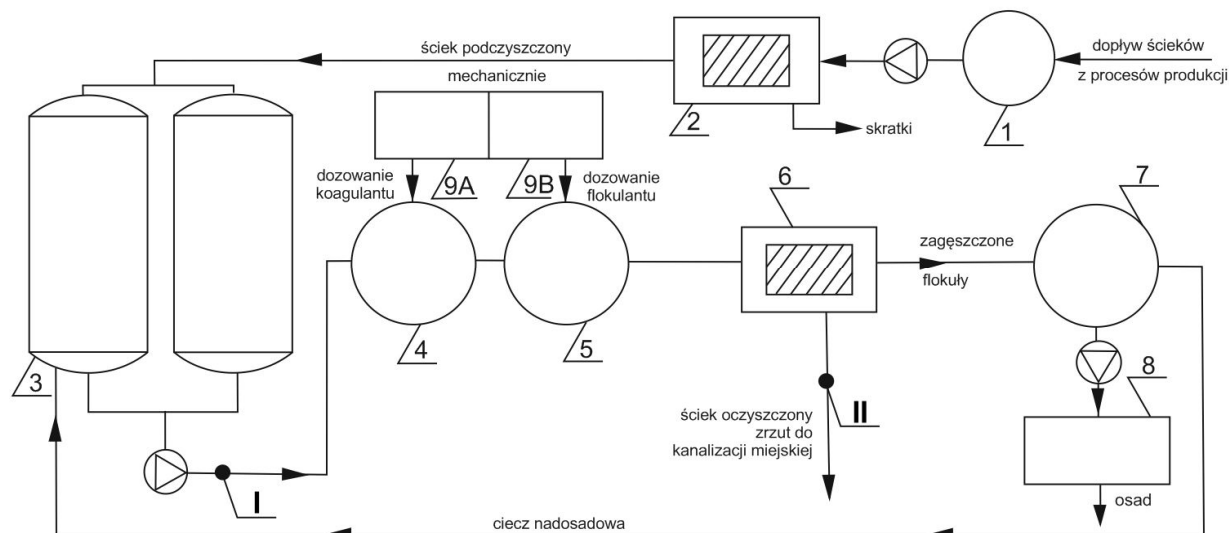 ściek podczyszczony
mechanicznie
dopływ ścieków
z procesów produkcji
2
skratki
1
dozowanie
koagulantu
9A
9B
dozowanie
flokulantu
6
7
zagęszczone
flokuły
3
4
5
8
ściek oczyszczony
zrzut do
kanalizacji miejskiej
II
I
osad
ciecz nadosadowa